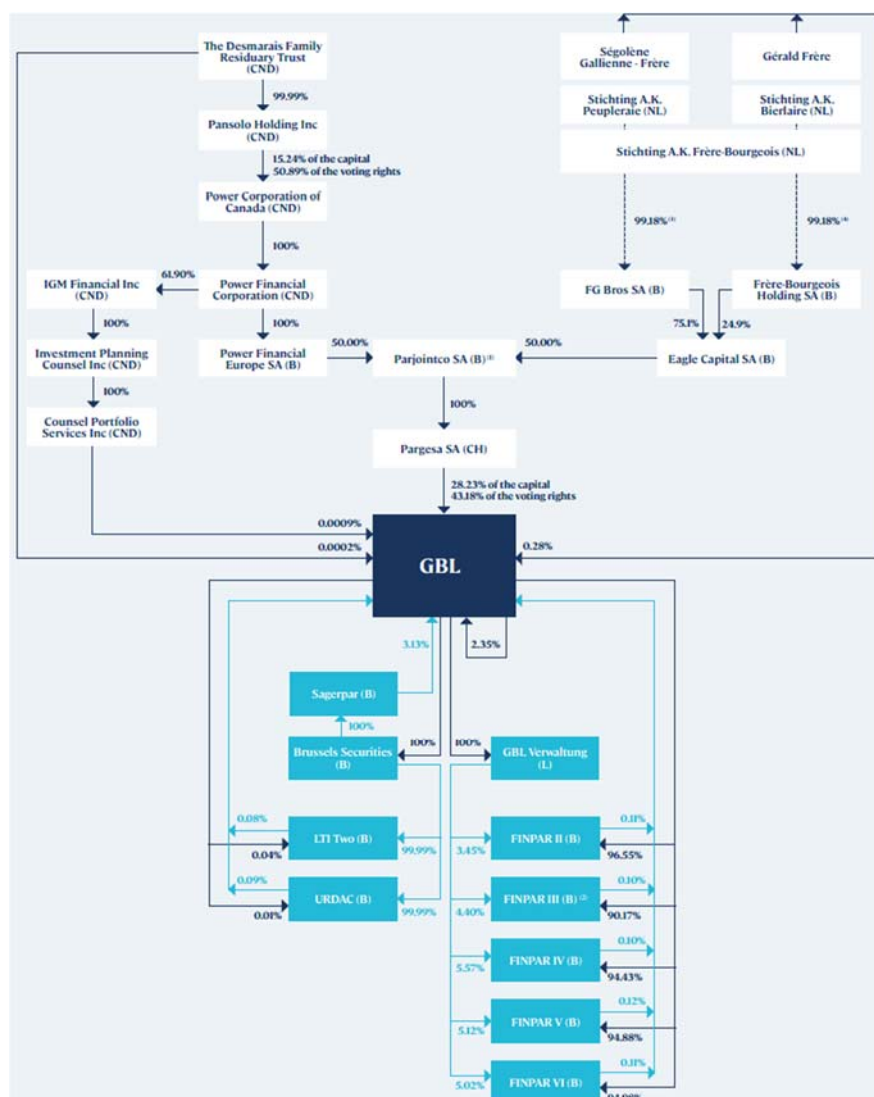 The Desmarais Family
Residuary Trust
(CND)
99.99%
Pansolo Holding Inc
(CND)
15.24% of the capital
50.89% of the voting rights
Power Corporation of
Canada (CND)
100%
IGM Financial Inc
(CND)
61.90%
Power Financial
Corporation (CND)
100%
100%
Investment Planning
Counsel Inc (CND)
Power Financial
Europe SA (B)
50.00%
Parjointco SA (B)
50.00%
100%
Counsel Portfolio
Services Inc (CND)
Ségolène
Gallienne - Frère
Gérald Frère
Stichting A.K.
Peupleraie (NL)
Stichting A.K.
Bierlaire (NL)
Stichting A.K. Frère-Bourgeois (NL)
99.18% (3)
99.18% (4)
FG Bros SA (B)
Frère-Bourgeois
Holding SA (B)
75.1%
24.9%
Eagle Capital SA (B)
100%
Pargesa SA (CH)
28.23% of the capital
43.18% of the voting rights
0.0009%
0.0002%
GBL
0.28%
3.13%
2.35%
Sagerpar (B)
100%
Brussels Securities
(B)
100%
100%
GBL Verwaltung
(L)
0.08%
LTI Two (B)
0.04%
99.99%
0.09%
URDAC (B)
0.01%
99.99%
0.11%
FINPAR II (B)
3.45%
96.55%
0.10%
FINPAR III (B) (2)
4.40%
90.17%
0.10%
FINPAR IV (B)
5.57%
94.43%
0.12%
FINPAR V (B)
5.12%
94.88%
0.11%
FINPAR VI (B)
5.02%